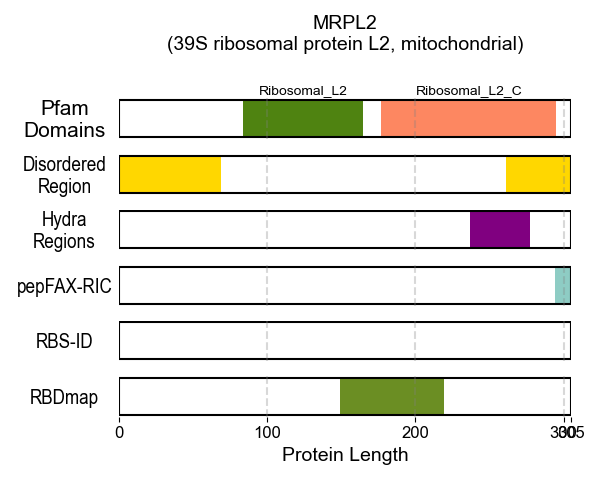 MRPL2
(39S ribosomal protein L2, mitochondrial)
Ribosomal_L2 Ribosomal_L2_C
Pfam
Domains
Disordered
Region
Hydra
Regions
pepFAX-RIC
RBS-ID
RBDmap
0 100 200 300 305
Protein Length